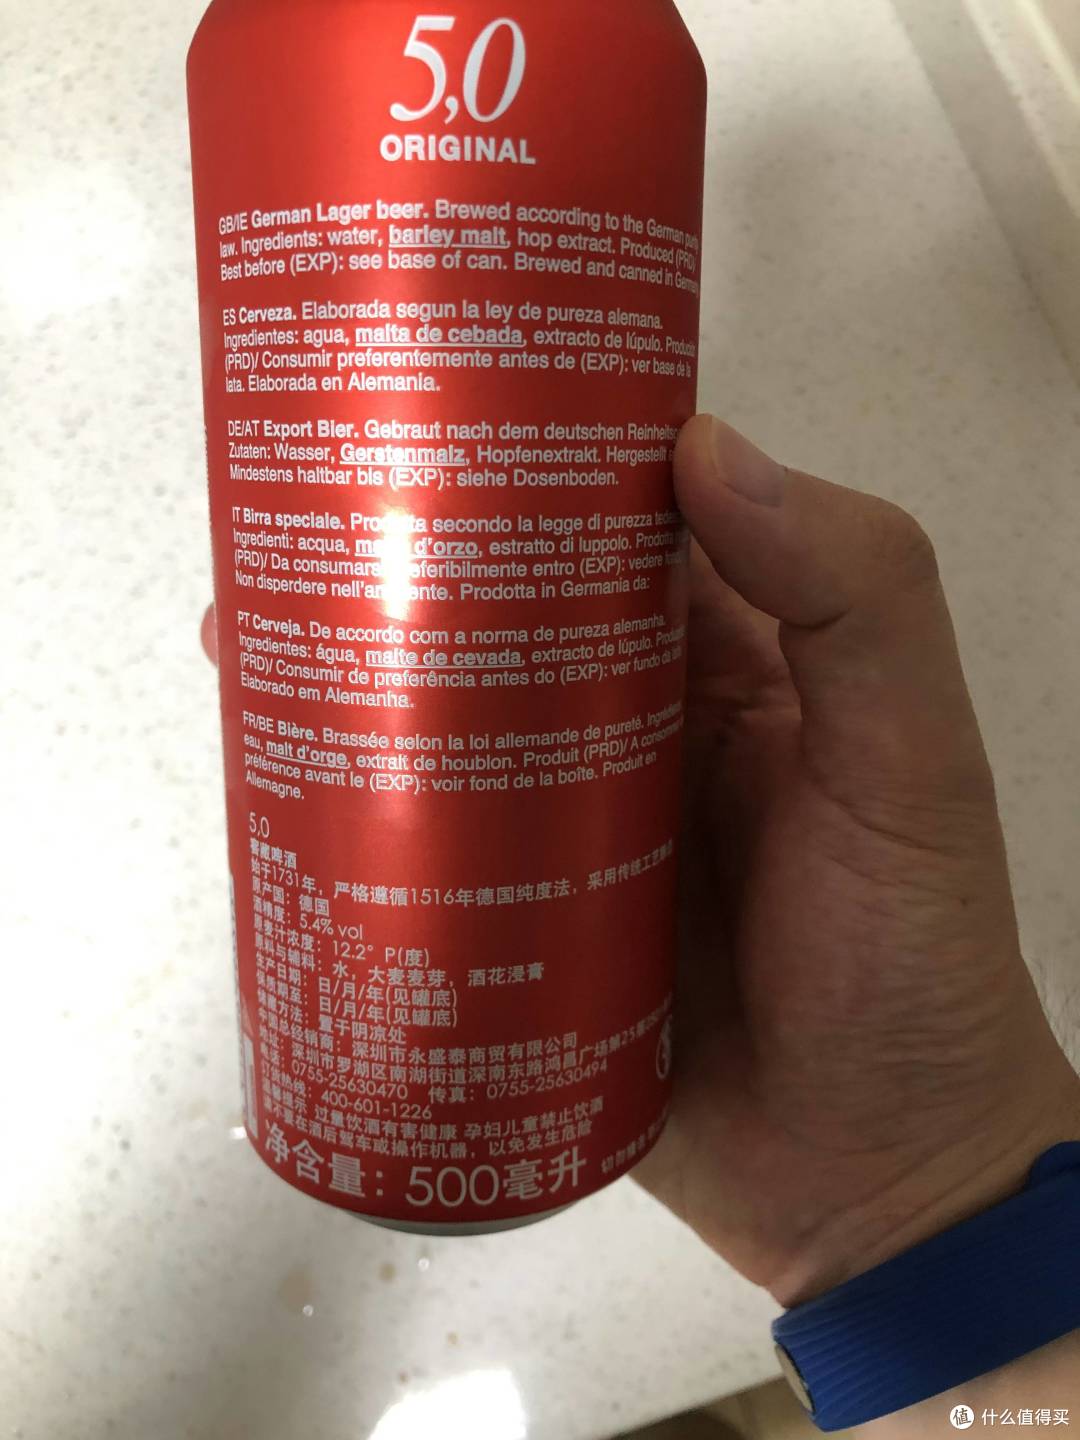 5,0
ORIGINAL
GB/IE German Lager beer. Brewed according to the German
law. Ingredients: water, barley malt, hop extract. Produced (PRD)/
Best before (EXP): see base of can. Brewed and canned in
ES Cerveza. Elaborada segun la ley de pureza alemana.
Ingredientes: agua, malta de cebada, extracto de lúpulo.
(PRD)/ Consumir preferentemente antes de (EXP): ver base de la
lata. Elaborada en Alemania.
DE/AT Export Bier. Gebraut nach dem deutschen
Zutaten: Wasser, Gerstenmalz, Hopfenextrakt. Hergestellt
Mindestens haltbar bis (EXP): siehe Dosenboden.
IT Birra speciale. secondo la legge di purezza
Ingredienti: acqua, d'orzo, estratto di luppolo.
(PRD)/ Da entro (EXP): vedere
Non disperdere Prodotta in Germania da:
PT Cerveja. De accordo com a norma de pureza alemanha.
Ingredientes: água, malte de cevada, extracto de lúpulo.
(PRD)/ Consumir de preferência antes do (EXP): ver fundo da
Elaborado em Alemanha.
FR/BE Bière. Brassée selon la loi allemande de pureté.
eau, malt d'orge, extrait de houblon. Produit (PRD)/ A
préférence avant le (EXP): voir fond de la boîte. Produit en
Allemagne.
5,0
窖藏啤酒
始于1731年，严格遵循1516年德国纯度法，采用传统工艺
原产国：德国
酒精度：5.4% vol
原麦汁浓度：12.2° P(度)
原料与辅料：水，大麦麦芽，酒花浸膏
生产日期：日/月/年(见罐底)
保质期至：日/月/年(见罐底)
储藏方法：置于阴凉处
中国总经销商：深圳市永盛泰商贸有限公司
地址：深圳市罗湖区南湖街道深南东路鸿昌广场第25
电话：0755-25630470 传真：0755-25630494
订货热线：400-601-1226
温馨提示 过量饮酒有害健康 孕妇儿童禁止饮酒
请不要在酒后驾车或操作机器，以免发生危险
净含量：500毫升
值 什么值得买